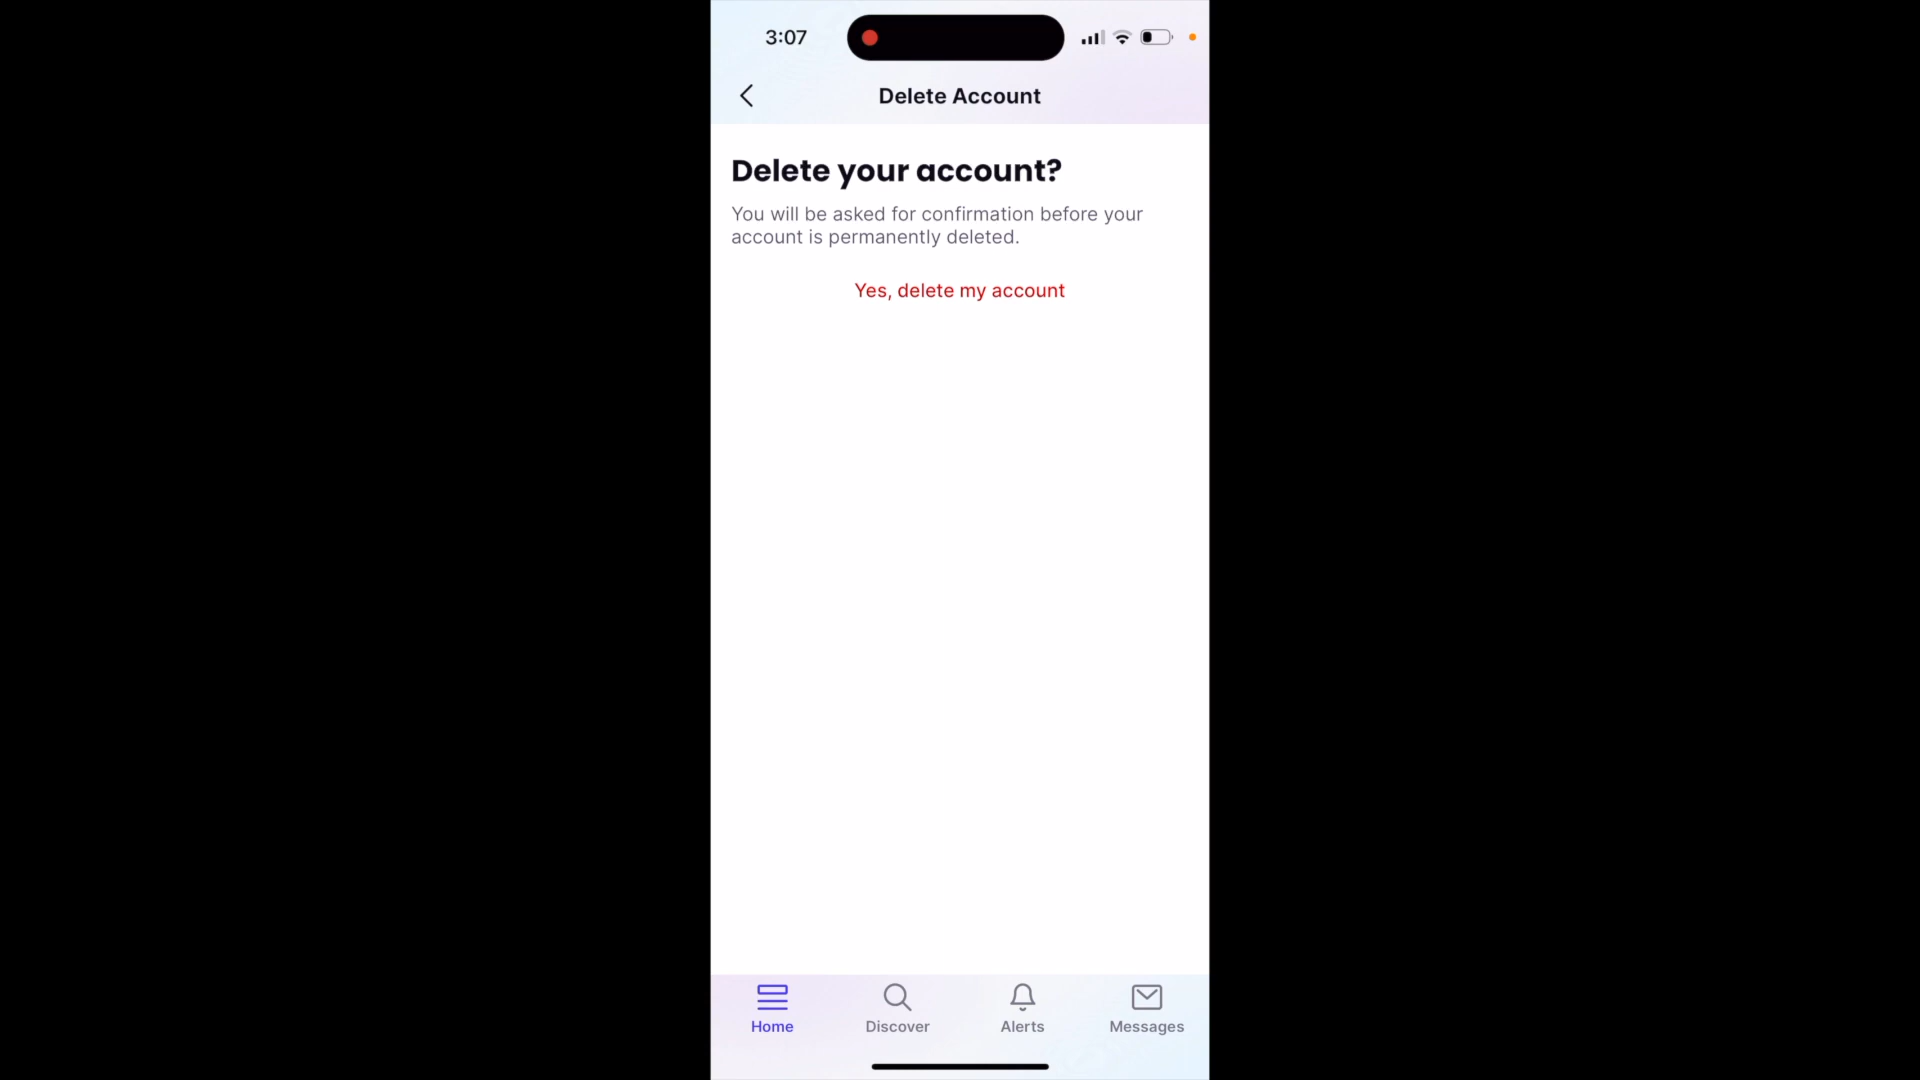 3:07
Delete Account
Delete your account?
You will be asked for confirmation before your
account is permanently deleted.
Yes, delete my account
Home
Discover
Alerts
Messages